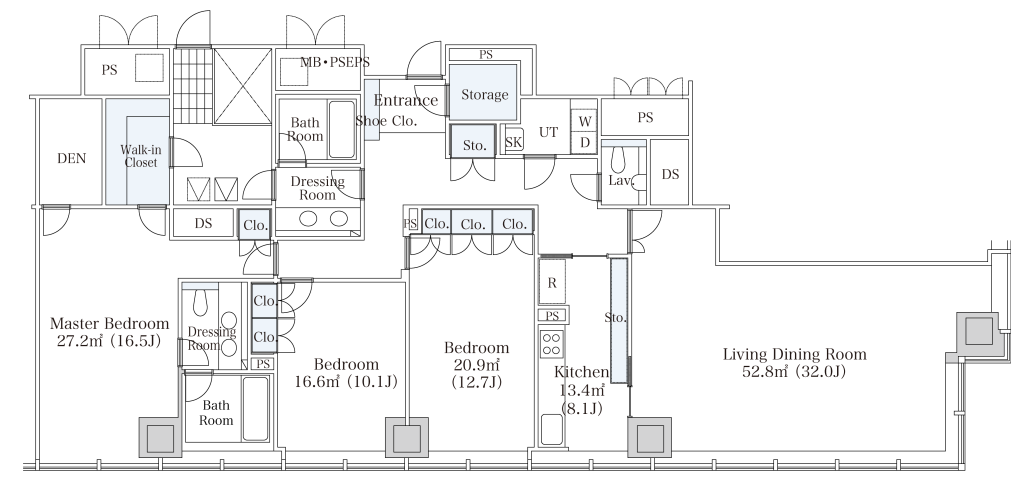 PS
MB・PSEPS
PS
Entrance
Shoe Clo.
Storage
Bath
Room
Sto.
SK
UT
W
D
PS
DEN
Walk-in
Closet
Dressing
Room
Lav.
DS
DS
Clo.
PS
Clo.
Clo.
Clo.
R
PS
Sto.
Clo.
Clo.
PS
Dressing
Room
Master Bedroom
27.2㎡ (16.5J)
Bedroom
16.6㎡ (10.1J)
Bedroom
20.9㎡
(12.7J)
Kitchen
13.4㎡
(8.1J)
Living Dining Room
52.8㎡ (32.0J)
Bath
Room